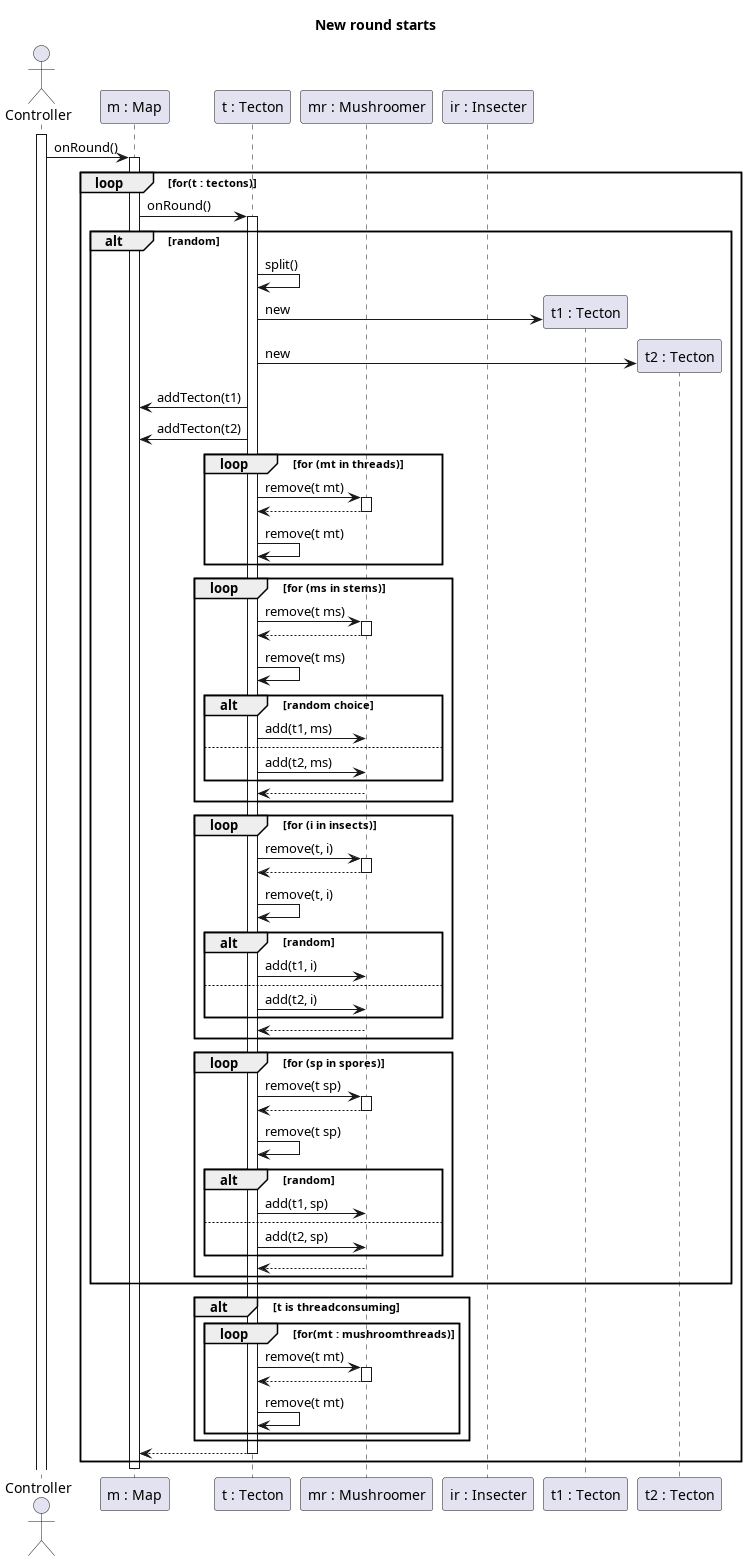 New round starts
Controller
m : Map
t : Tecton
mr : Mushroomer
ir : Insecter
onRound()
loop [for(t : tectons)]
onRound()
alt [random]
split()
new
t1 : Tecton
new
t2 : Tecton
addTecton(t1)
addTecton(t2)
loop [for (mt in threads)]
remove(t mt)
remove(t mt)
loop [for (ms in stems)]
remove(t ms)
remove(t ms)
alt [random choice]
add(t1, ms)
add(t2, ms)
loop [for (i in insects)]
remove(t, i)
remove(t, i)
alt [random]
add(t1, i)
add(t2, i)
loop [for (sp in spores)]
remove(t sp)
remove(t sp)
alt [random]
add(t1, sp)
add(t2, sp)
alt [t is threadconsuming]
loop [for(mt : mushroomthreads)]
remove(t mt)
remove(t mt)
Controller
m : Map
t : Tecton
mr : Mushroomer
ir : Insecter
t1 : Tecton
t2 : Tecton